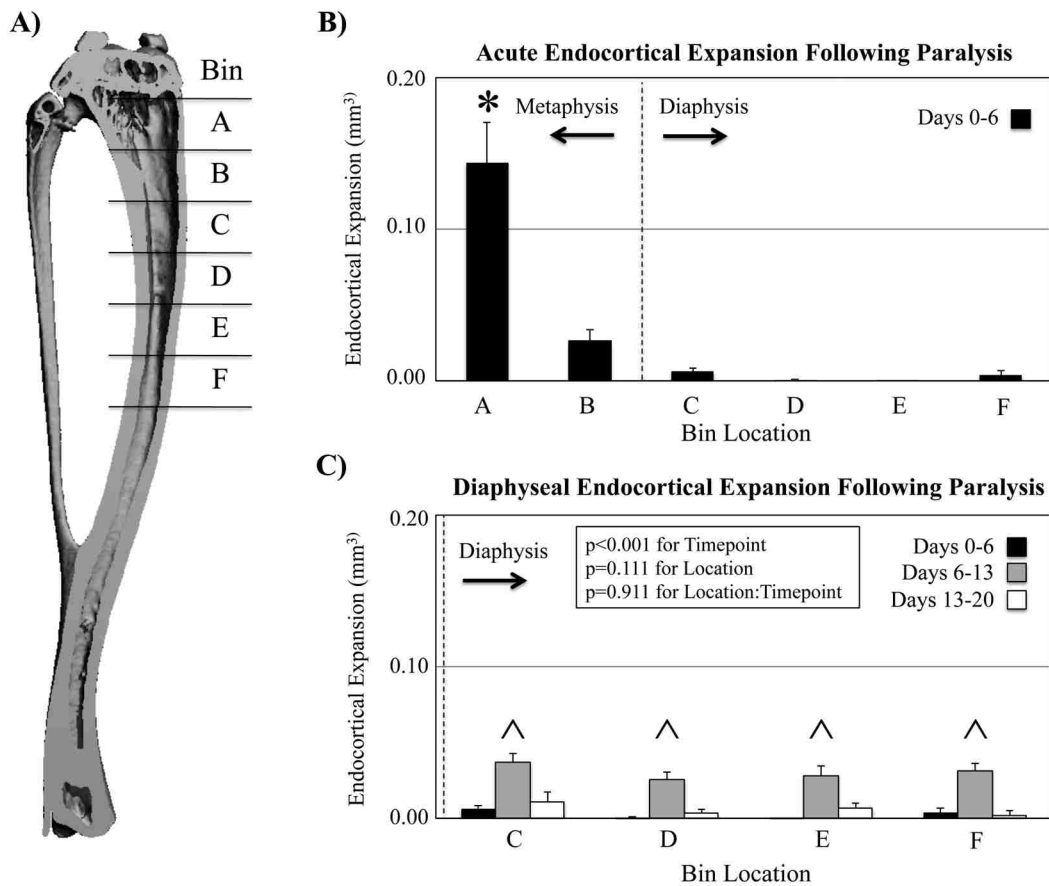 A)
Bin
A
B
C
D
E
F
B)
Acute Endocortical Expansion Following Paralysis
Endocortical Expansion (mm³)
0.20
0.10
0.00
*
Metaphysis
Diaphysis
Days 0-6
A B C D E F
Bin Location
C)
Diaphyseal Endocortical Expansion Following Paralysis
Endocortical Expansion (mm³)
0.20
0.10
0.00
Diaphysis
p<0.001 for Timepoint
p=0.111 for Location
p=0.911 for Location:Timepoint
Days 0-6
Days 6-13
Days 13-20
^ ^ ^ ^
C D E F
Bin Location